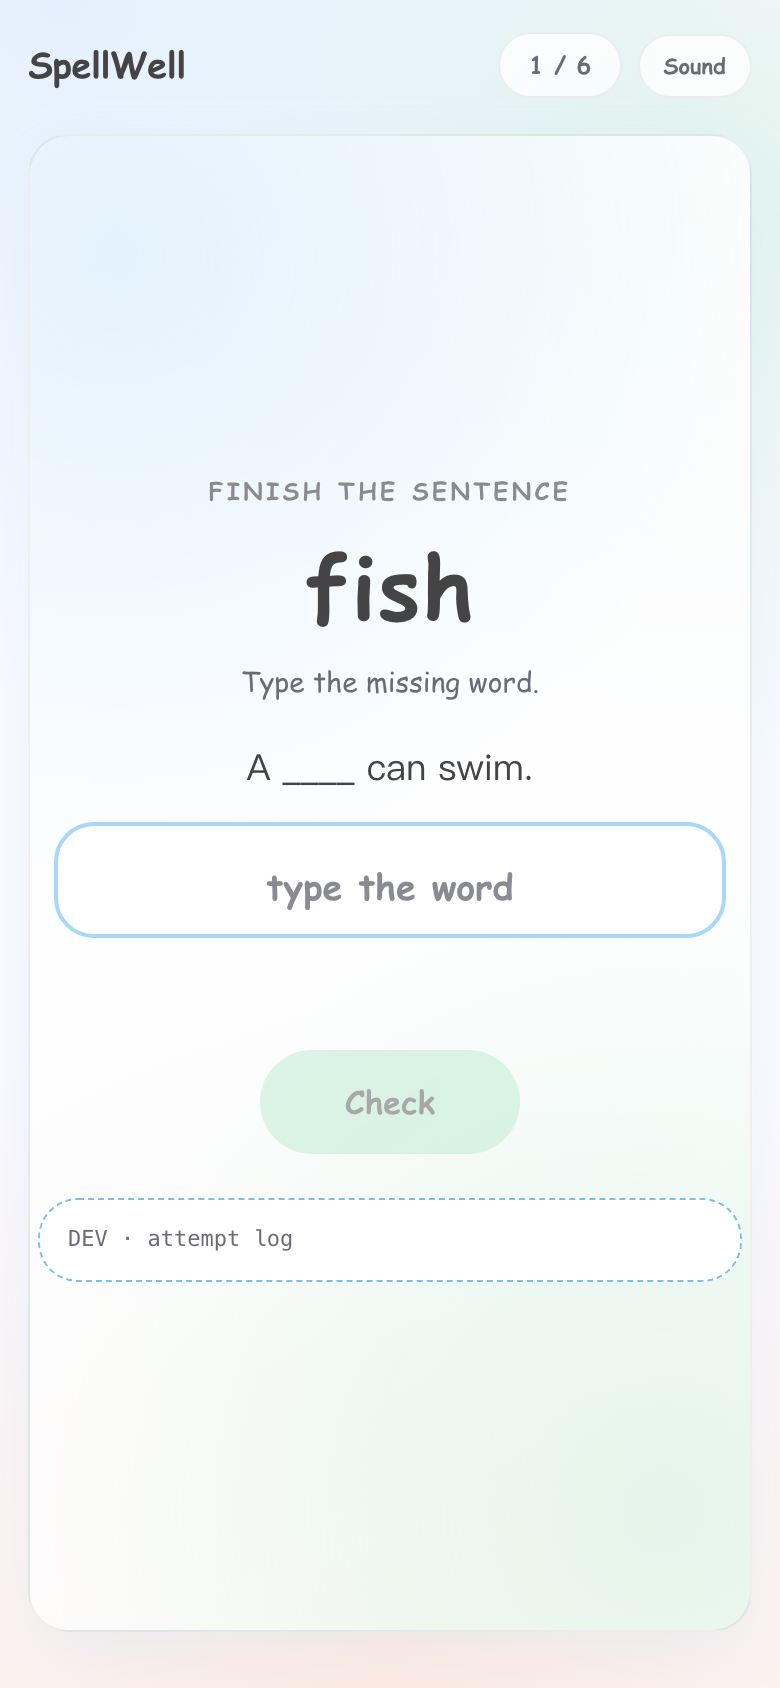 SpellWell
1 / 6
Sound
FINISH THE SENTENCE
fish
Type the missing word.
A ____ can swim.
type the word
Check
DEV · attempt log